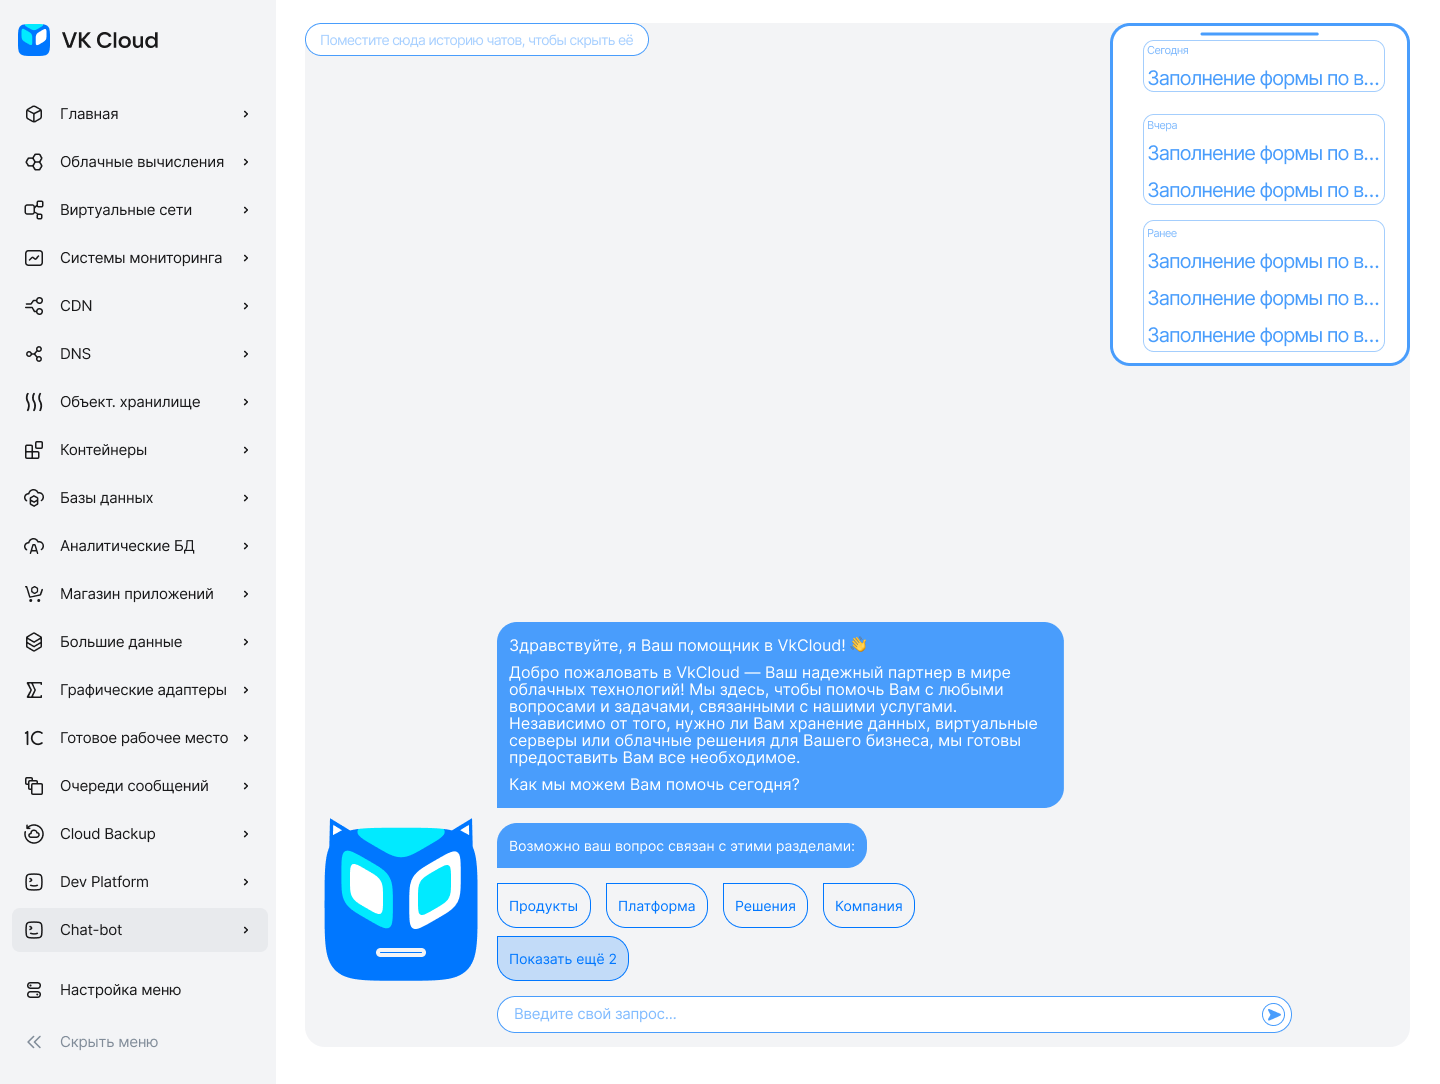 VK Cloud
Главная
Облачные вычисления
Виртуальные сети
Системы мониторинга
CDN
DNS
Объект. хранилище
Контейнеры
Базы данных
Аналитические БД
Магазин приложений
Большие данные
Графические адаптеры
1С Готовое рабочее место
Очереди сообщений
Cloud Backup
Dev Platform
Chat-bot
Настройка меню
Скрыть меню
Поместите сюда историю чатов, чтобы скрыть её
Сегодня
Заполнение формы по в...
Вчера
Заполнение формы по в...
Заполнение формы по в...
Ранее
Заполнение формы по в...
Заполнение формы по в...
Заполнение формы по в...
Здравствуйте, я Ваш помощник в VkCloud! 👋
Добро пожаловать в VkCloud — Ваш надежный партнер в мире
облачных технологий! Мы здесь, чтобы помочь Вам с любыми
вопросами и задачами, связанными с нашими услугами.
Независимо от того, нужно ли Вам хранение данных, виртуальные
серверы или облачные решения для Вашего бизнеса, мы готовы
предоставить Вам все необходимое.
Как мы можем Вам помочь сегодня?
Возможно ваш вопрос связан с этими разделами:
Продукты
Платформа
Решения
Компания
Показать ещё 2
Введите свой запрос...